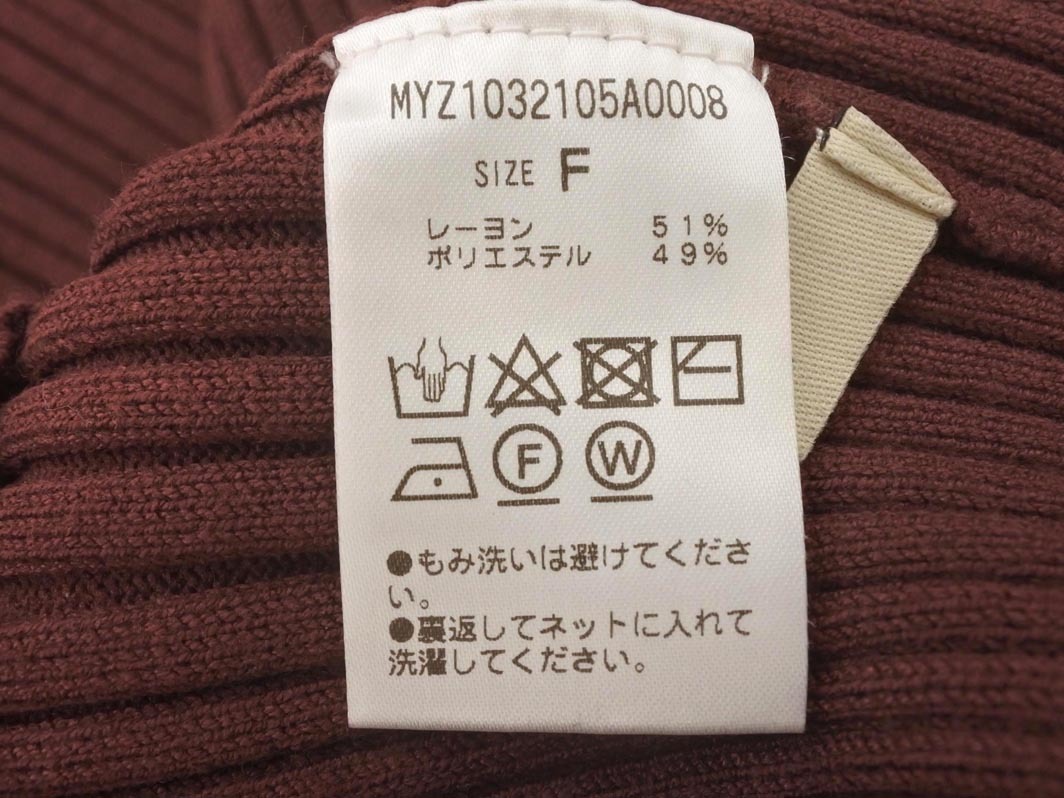 MYZ1032105A0008
SIZE F
レーヨン 51%
ポリエステル 49%
F W
●もみ洗いは避けてくださ
い。
●裏返してネットに入れて
洗濯してください。